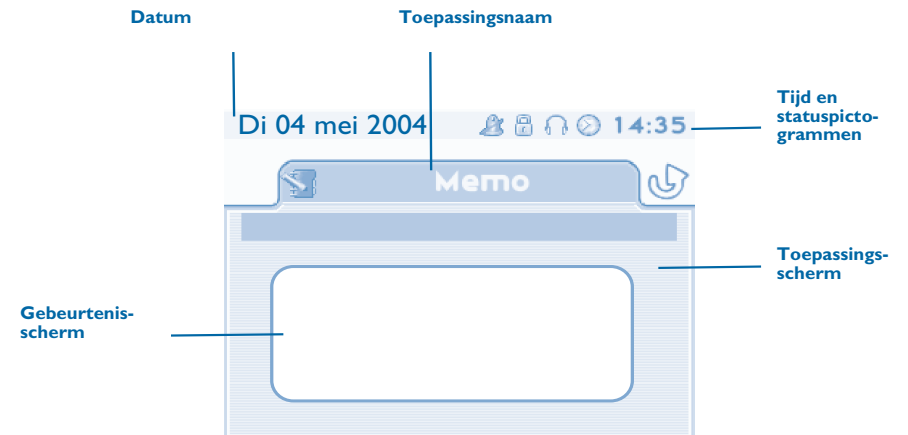 Datum
Toepassingsnaam
Di 04 mei 2004
14:35
Tijd en
statuspicto-
grammen
Memo
Toepassings-
scherm
Gebeurtenis-
scherm